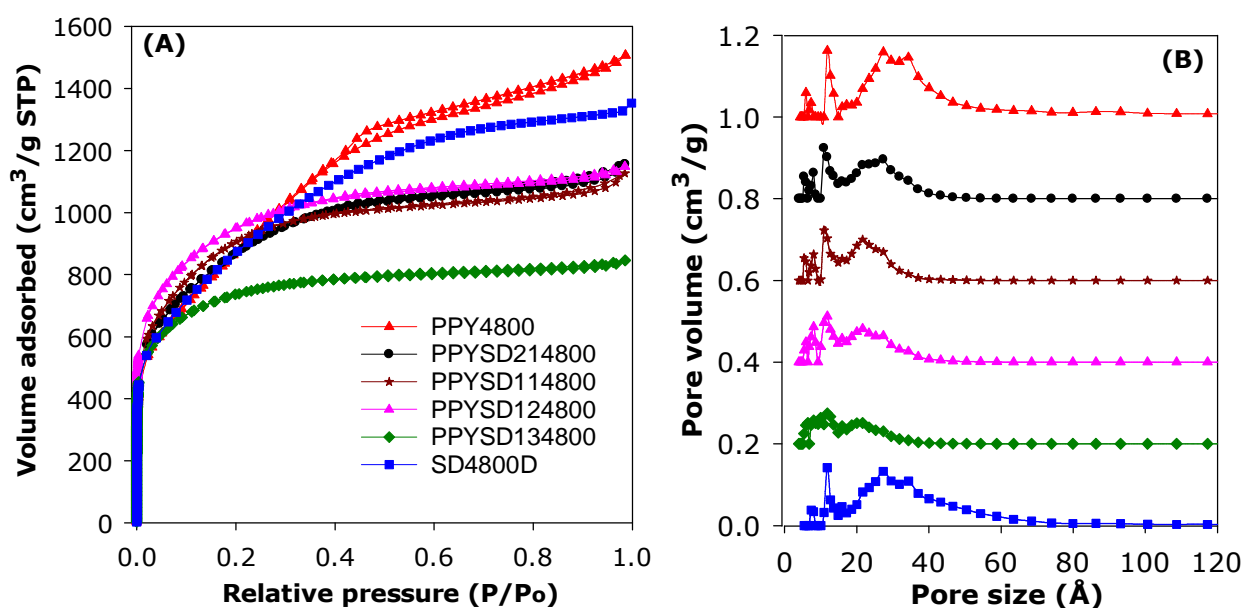 (A)
Volume adsorbed (cm³/g STP)
1600
1400
1200
1000
800
600
400
200
0
PPY4800
PPYSD214800
PPYSD114800
PPYSD124800
PPYSD134800
SD4800D
0.0 0.2 0.4 0.6 0.8 1.0
Relative pressure (P/Po)
(B)
Pore volume (cm³/g)
1.2
1.0
0.8
0.6
0.4
0.2
0.0
0 20 40 60 80 100 120
Pore size (Å)